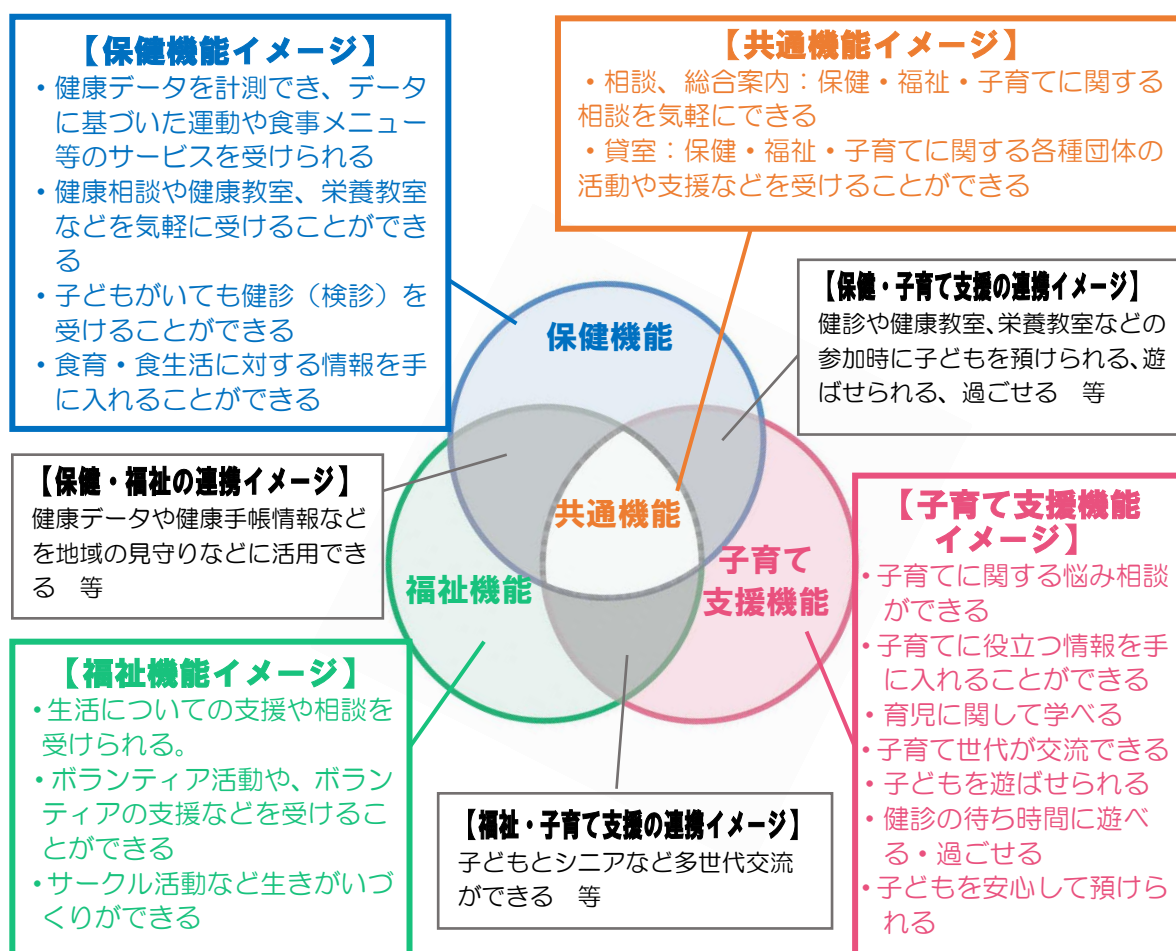 【保健機能イメージ】
・健康データを計測でき、データ
に基づいた運動や食事メニュー
等のサービスを受けられる
・健康相談や健康教室、栄養教室
などを気軽に受けることができ
る
・子どもがいても健診（検診）を
受けることができる
・食育・食生活に対する情報を手
に入れることができる
【共通機能イメージ】
・相談、総合案内：保健・福祉・子育てに関する
相談を気軽にできる
・貸室：保健・福祉・子育てに関する各種団体の
活動や支援などを受けることができる
【保健・子育て支援の連携イメージ】
健診や健康教室、栄養教室などの
参加時に子どもを預けられる、遊
ばせられる、過ごせる　等
保健機能
【保健・福祉の連携イメージ】
健康データや健康手帳情報など
を地域の見守りなどに活用でき
る　等
共通機能
福祉機能
子育て
支援機能
【子育て支援機能
イメージ】
・子育てに関する悩み相談
ができる
・子育てに役立つ情報を手
に入れることができる
・育児に関して学べる
・子育て世代が交流できる
・子どもを遊ばせられる
・健診の待ち時間に遊べ
る・過ごせる
・子どもを安心して預けら
れる
【福祉機能イメージ】
・生活についての支援や相談を
受けられる。
・ボランティア活動や、ボラン
ティアの支援などを受けるこ
とができる
・サークル活動など生きがいづ
くりができる
【福祉・子育て支援の連携イメージ】
子どもとシニアなど多世代交流
ができる　等